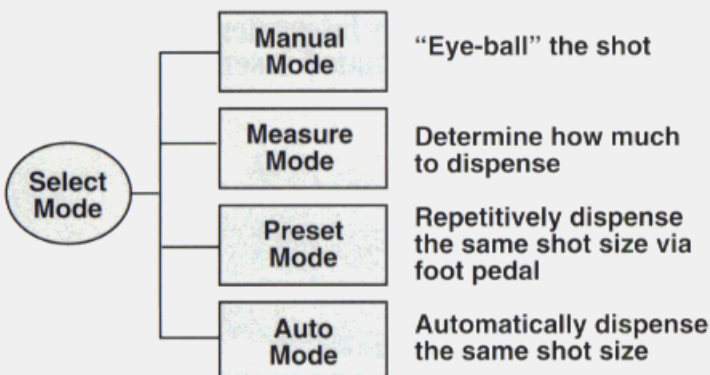 Select
Mode
Manual
Mode
“Eye-ball” the shot
Measure
Mode
Determine how much
to dispense
Preset
Mode
Repetitively dispense
the same shot size via
foot pedal
Auto
Mode
Automatically dispense
the same shot size